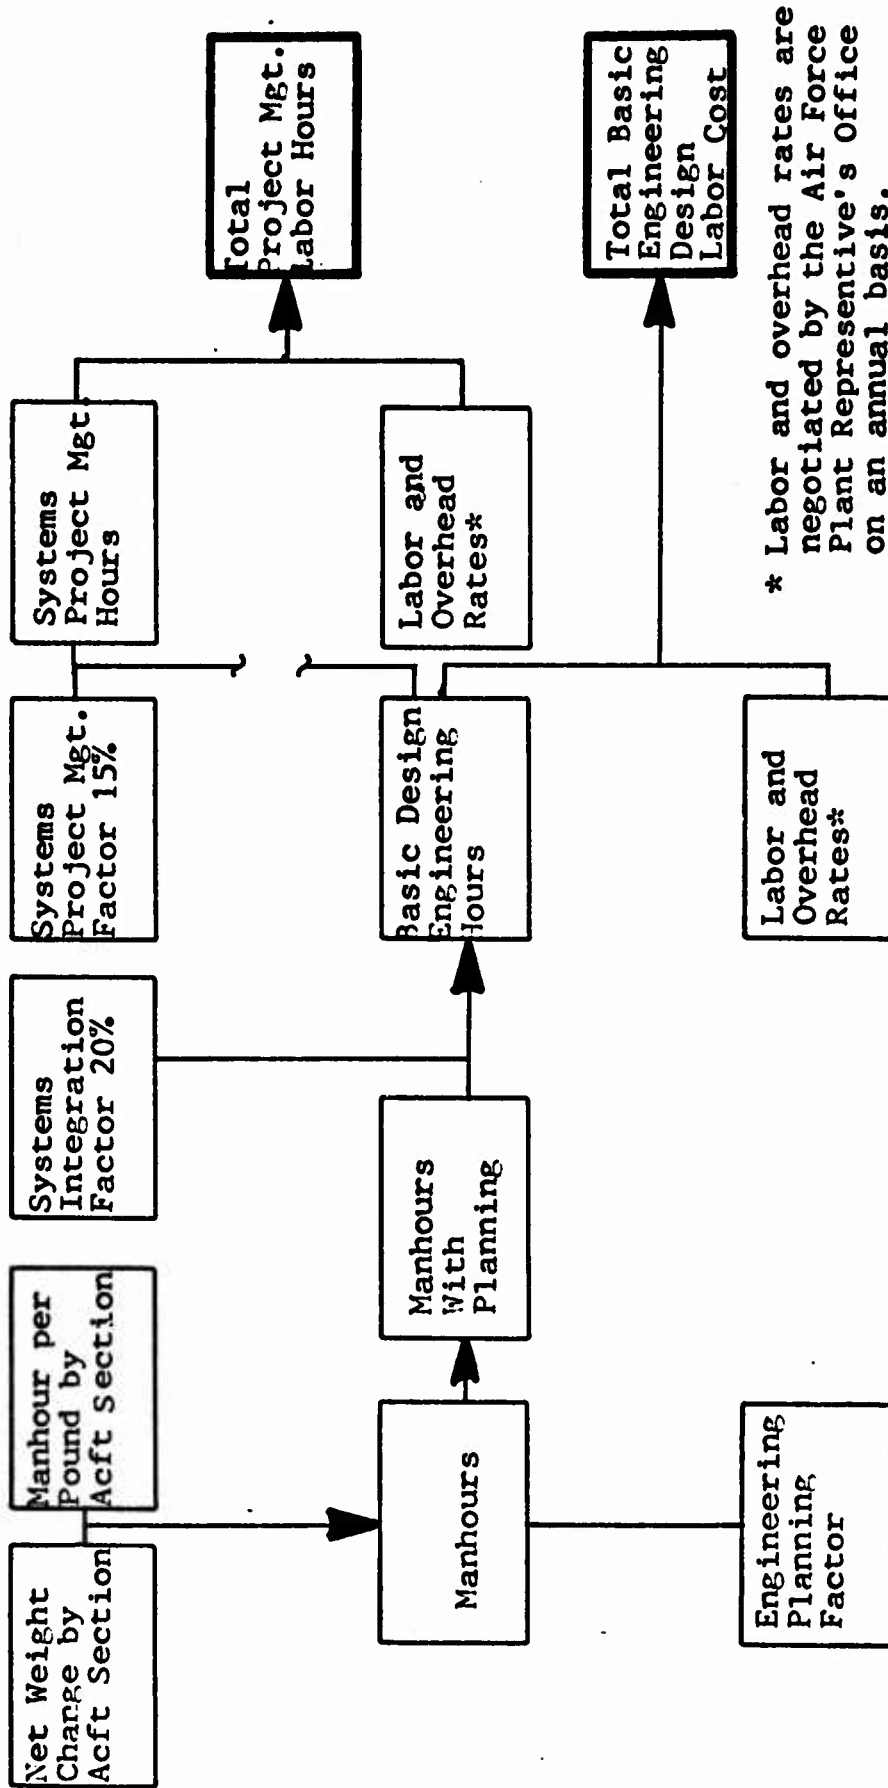 Net Weight
Change by
Acft Section
Manhour per
Pound by
Acft Section
Systems
Integration
Factor 20%
Systems
Project Mgt.
Factor 15%
Systems
Project Mgt.
Hours
Total
Project Mgt.
Labor Hours
Manhours
Manhours
With
Planning
Basic Design
Engineering
Hours
Labor and
Overhead
Rates*
Total Basic
Engineering
Design
Labor Cost
Engineering
Planning
Factor
Labor and
Overhead
Rates*
* Labor and overhead rates are
negotiated by the Air Force
Plant Representive's Office
on an annual basis.